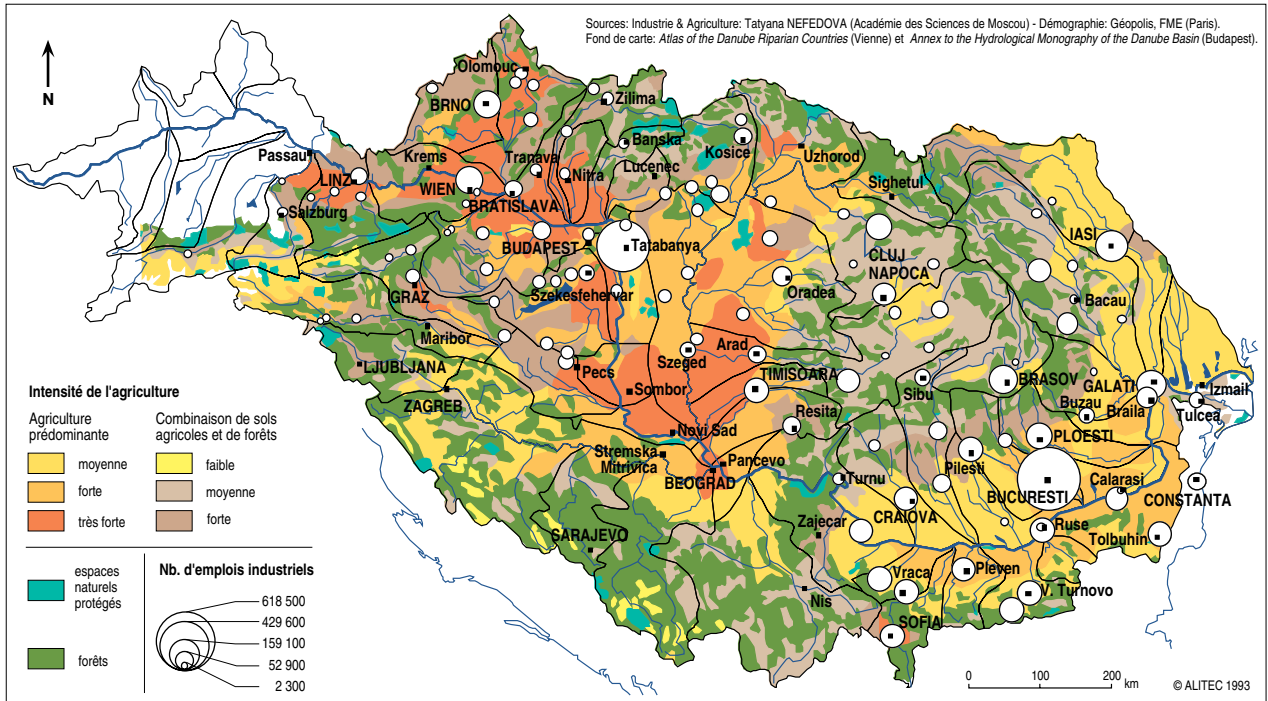 Sources: Industrie & Agriculture: Tatyana NEFEDOVA (Académie des Sciences de Moscou) - Démographie: Géopolis, FME (Paris).
Fond de carte: Atlas of the Danube Riparian Countries (Vienne) et Annex to the Hydrological Monography of the Danube Basin (Budapest).
N
Olomouc
BRNO
Zilima
Passau
Krems
Tranava
Banska
Kosice
Uzhorod
LINZ
WIEN
Nitra
Lucenec
Sighetul
Salzburg
BRATISLAVA
IASI
BUDAPEST
Tatabanya
CLUJ
NAPOCA
GRAZ
Szekesfehervar
Oradea
Bacau
Maribor
Szeged
Arad
LJUBLJANA
Pecs
TIMISOARA
Sibu
BRASOV
GALATI
Izmail
ZAGREB
Sombor
Buzau
Braila
Tulcea
Resita
Novi Sad
PLOESTI
Stremska
Mitrivica
Pancevo
BEOGRAD
Turnu
Pilesti
Calarasi
BUCURESTI
CONSTANTA
CRAIOVA
SARAJEVO
Zajecar
Ruse
Tolbuhin
Vraca
Pleven
Nis
V. Turnovo
SOFIA
Intensité de l'agriculture
Agriculture
prédominante
moyenne
forte
très forte
Combinaison de sols
agricoles et de forêts
faible
moyenne
forte
espaces
naturels
protégés
forêts
Nb. d'emplois industriels
618 500
429 600
159 100
52 900
2 300
0 100 200
km
© ALITEC 1993